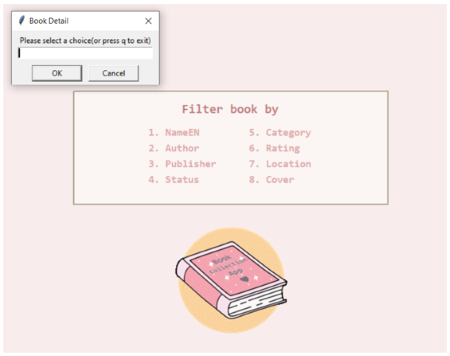 Book Detail
Please select a choice(or press q to exit)
OK
Cancel
Filter book by
1. NameEN
5. Category
2. Author
6. Rating
3. Publisher
7. Location
4. Status
8. Cover
BOOK
Collection
App